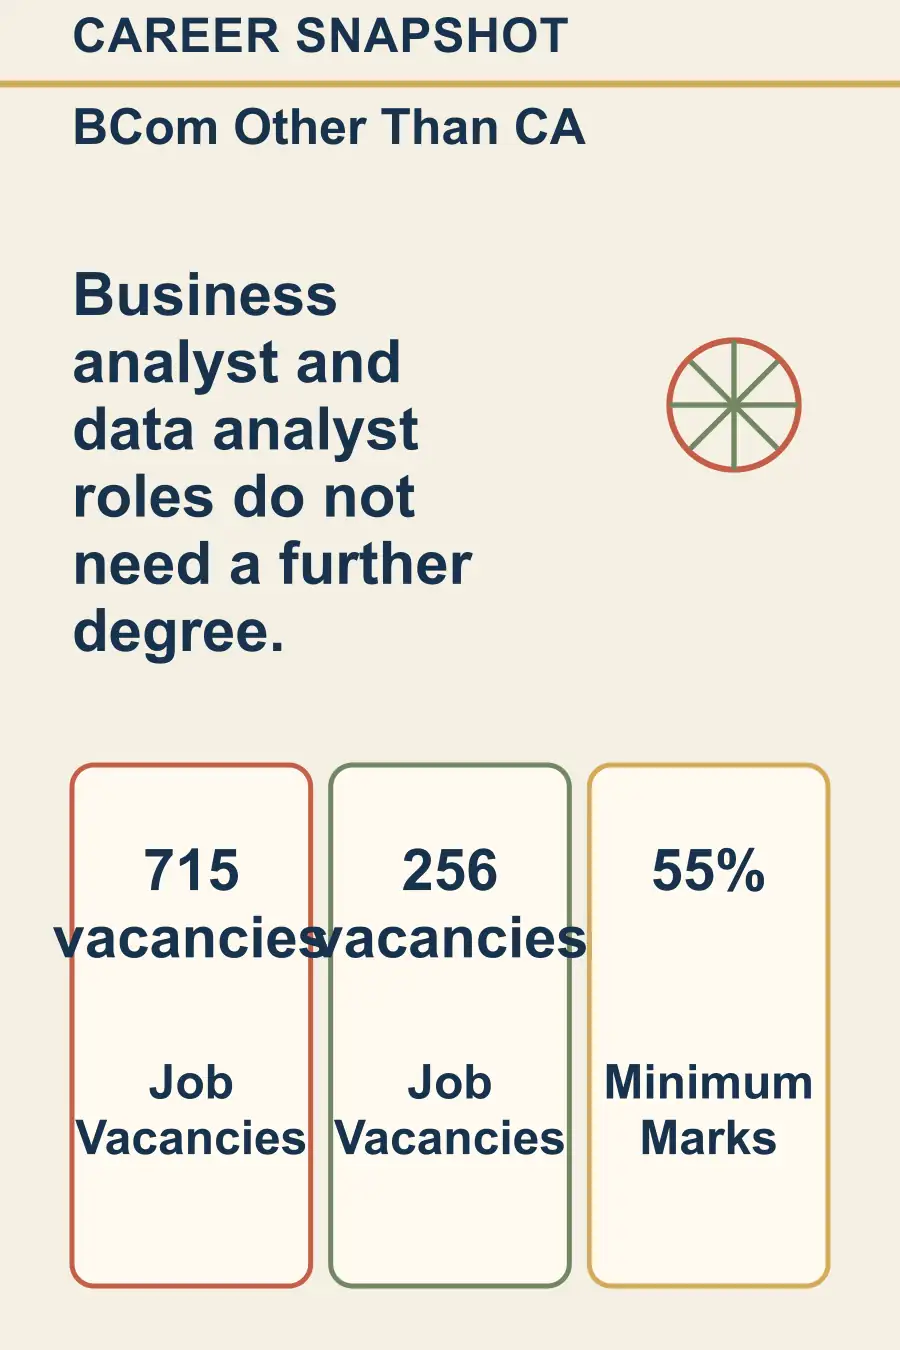 CAREER SNAPSHOT
BCom Other Than CA
Business
analyst and
data analyst
roles do not
need a further
degree.
715
vacancies
Job
Vacancies
256
vacancies
Job
Vacancies
55%
Minimum
Marks